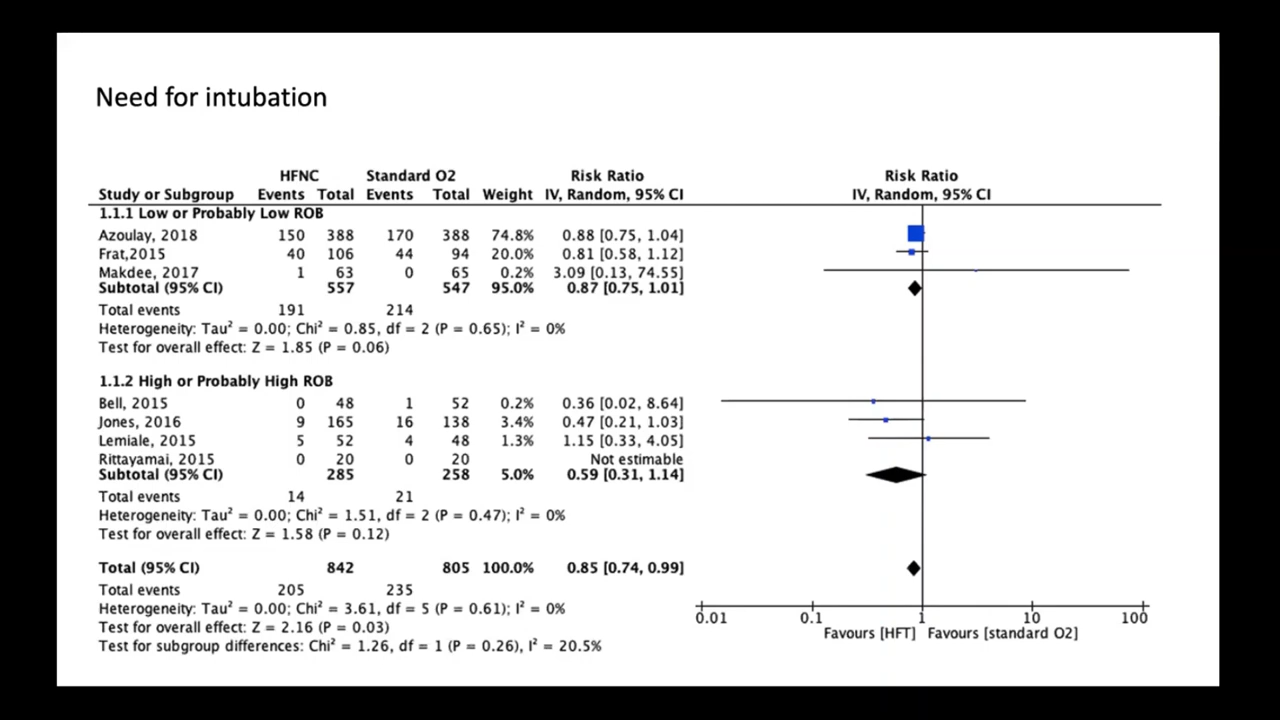 Need for intubation
HFNC Standard O2 Risk Ratio Risk Ratio
Study or Subgroup Events Total Events Total Weight IV, Random, 95% CI IV, Random, 95% CI
1.1.1 Low or Probably Low ROB
Azoulay, 2018 150 388 170 388 74.8% 0.88 [0.75, 1.04]
Frat,2015 40 106 44 94 20.0% 0.81 [0.58, 1.12]
Makdee, 2017 1 63 0 65 0.2% 3.09 [0.13, 74.55]
Subtotal (95% CI) 557 547 95.0% 0.87 [0.75, 1.01]
Total events 191 214
Heterogeneity: Tau² = 0.00; Chi² = 0.85, df = 2 (P = 0.65); I² = 0%
Test for overall effect: Z = 1.85 (P = 0.06)
1.1.2 High or Probably High ROB
Bell, 2015 0 48 1 52 0.2% 0.36 [0.02, 8.64]
Jones, 2016 9 165 16 138 3.4% 0.47 [0.21, 1.03]
Lemiale, 2015 5 52 4 48 1.3% 1.15 [0.33, 4.05]
Rittayamai, 2015 0 20 0 20 Not estimable
Subtotal (95% CI) 285 258 5.0% 0.59 [0.31, 1.14]
Total events 14 21
Heterogeneity: Tau² = 0.00; Chi² = 1.51, df = 2 (P = 0.47); I² = 0%
Test for overall effect: Z = 1.58 (P = 0.12)
Total (95% CI) 842 805 100.0% 0.85 [0.74, 0.99]
Total events 205 235
Heterogeneity: Tau² = 0.00; Chi² = 3.61, df = 5 (P = 0.61); I² = 0%
Test for overall effect: Z = 2.16 (P = 0.03)
Test for subgroup differences: Chi² = 1.26, df = 1 (P = 0.26), I² = 20.5%
0.01 0.1 1 10 100
Favours [HFT] Favours [standard O2]